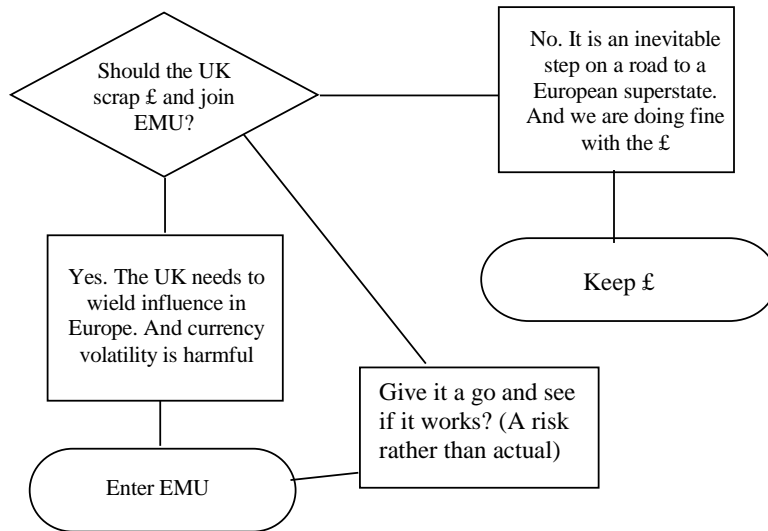 Should the UK
scrap £ and join
EMU?
No. It is an inevitable
step on a road to a
European superstate.
And we are doing fine
with the £
Yes. The UK needs to
wield influence in
Europe. And currency
volatility is harmful
Keep £
Give it a go and see
if it works? (A risk
rather than actual)
Enter EMU